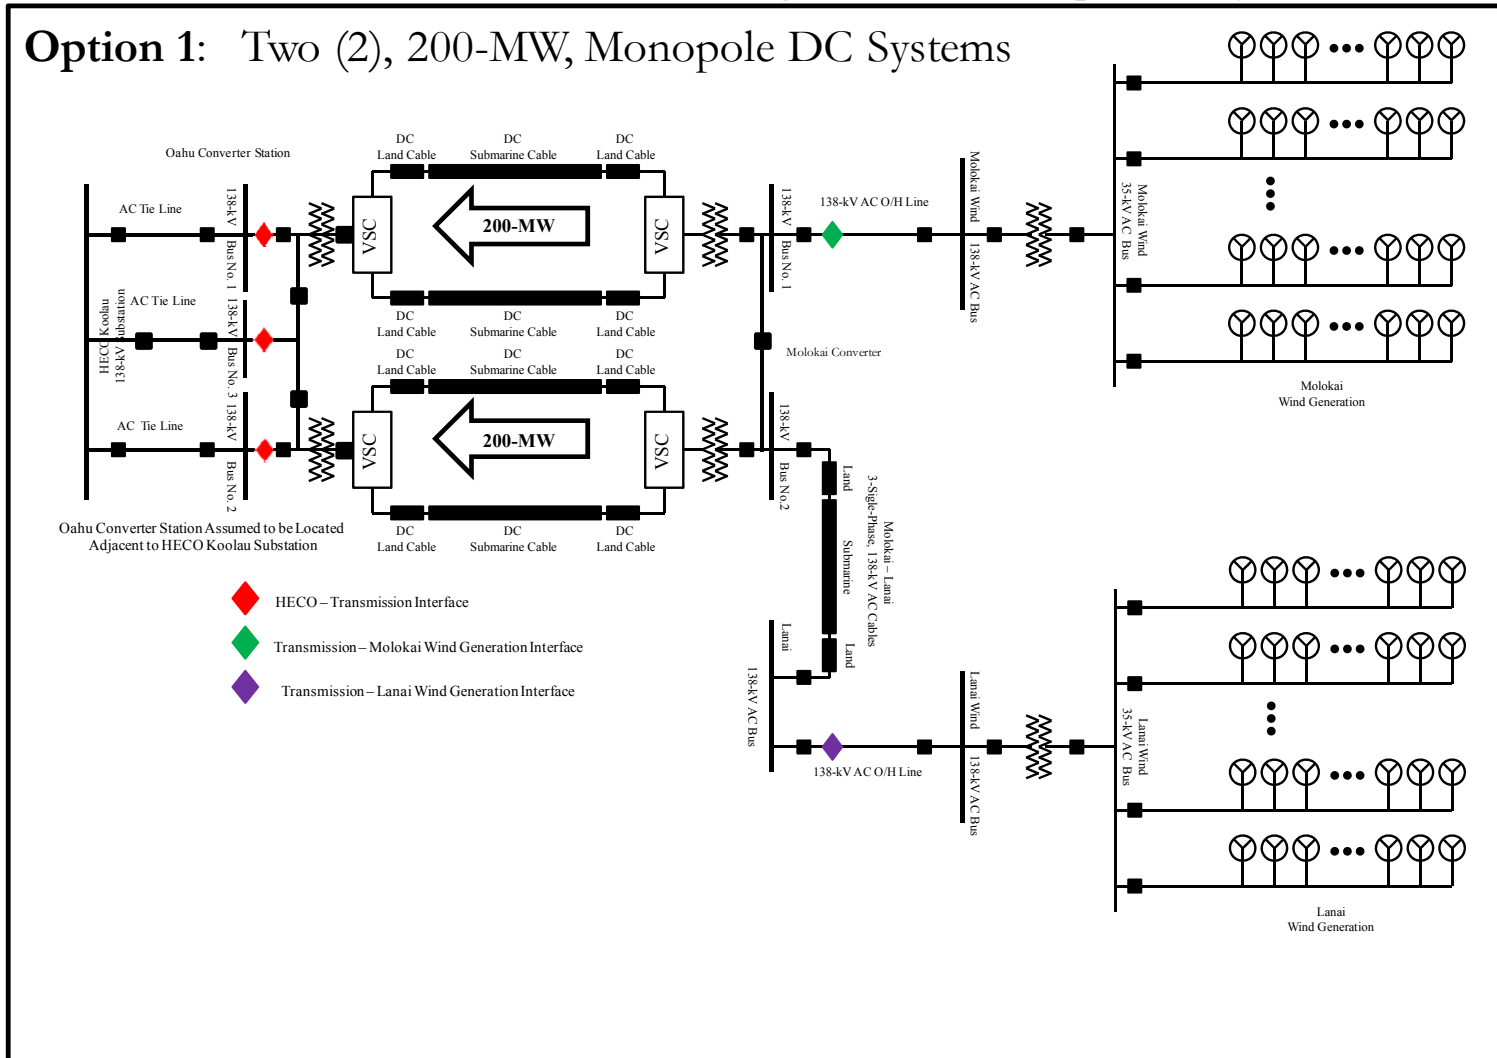 Option 1: Two (2), 200-MW, Monopole DC Systems
Oahu Converter Station
AC Tie Line
138-kV
Bus No. 1
AC Tie Line
HECO Koolau
138-kV Substation
138-kV
Bus No. 3
AC Tie Line
138-kV
Bus No. 2
Oahu Converter Station Assumed to be Located
Adjacent to HECO Koolau Substation
DC
Land Cable
DC
Submarine Cable
DC
Land Cable
VSC
200-MW
VSC
DC
Land Cable
DC
Submarine Cable
DC
Land Cable
DC
Land Cable
DC
Submarine Cable
DC
Land Cable
VSC
200-MW
VSC
DC
Land Cable
DC
Submarine Cable
DC
Land Cable
138-kV
Bus No. 1
138-kV AC O/H Line
Molokai Converter
138-kV
Bus No.2
Molokai Wind
138-kV AC Bus
Molokai Wind
35-kV AC Bus
Molokai
Wind Generation
Land
Submarine
Land
Molokai – Lanai
3-Sigle-Phase, 138-kV AC Cables
Lanai
138-kV AC Bus
138-kV AC O/H Line
Lanai Wind
138-kV AC Bus
Lanai Wind
35-kV AC Bus
Lanai
Wind Generation
HECO – Transmission Interface
Transmission – Molokai Wind Generation Interface
Transmission – Lanai Wind Generation Interface